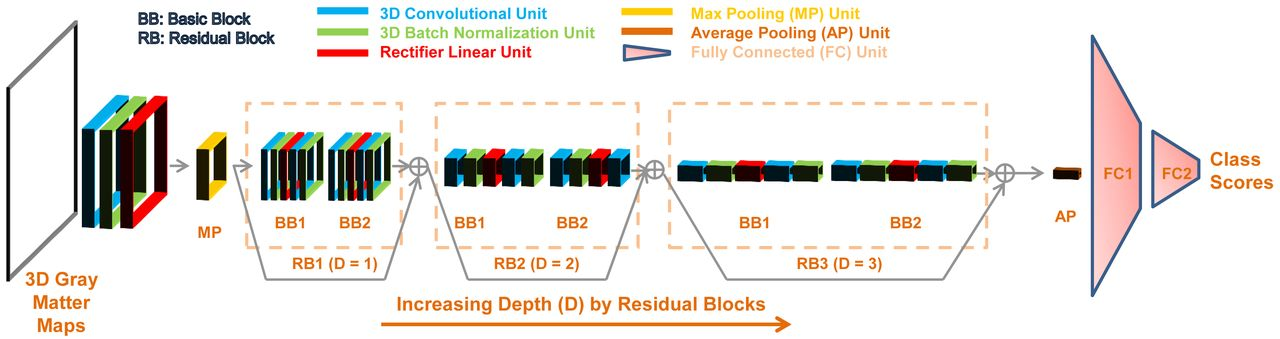 BB: Basic Block
RB: Residual Block
3D Convolutional Unit
3D Batch Normalization Unit
Rectifier Linear Unit
Max Pooling (MP) Unit
Average Pooling (AP) Unit
Fully Connected (FC) Unit
3D Gray
Matter
Maps
MP
BB1
BB2
RB1 (D = 1)
BB1
BB2
RB2 (D = 2)
BB1
BB2
RB3 (D = 3)
AP
FC1
FC2
Class
Scores
Increasing Depth (D) by Residual Blocks